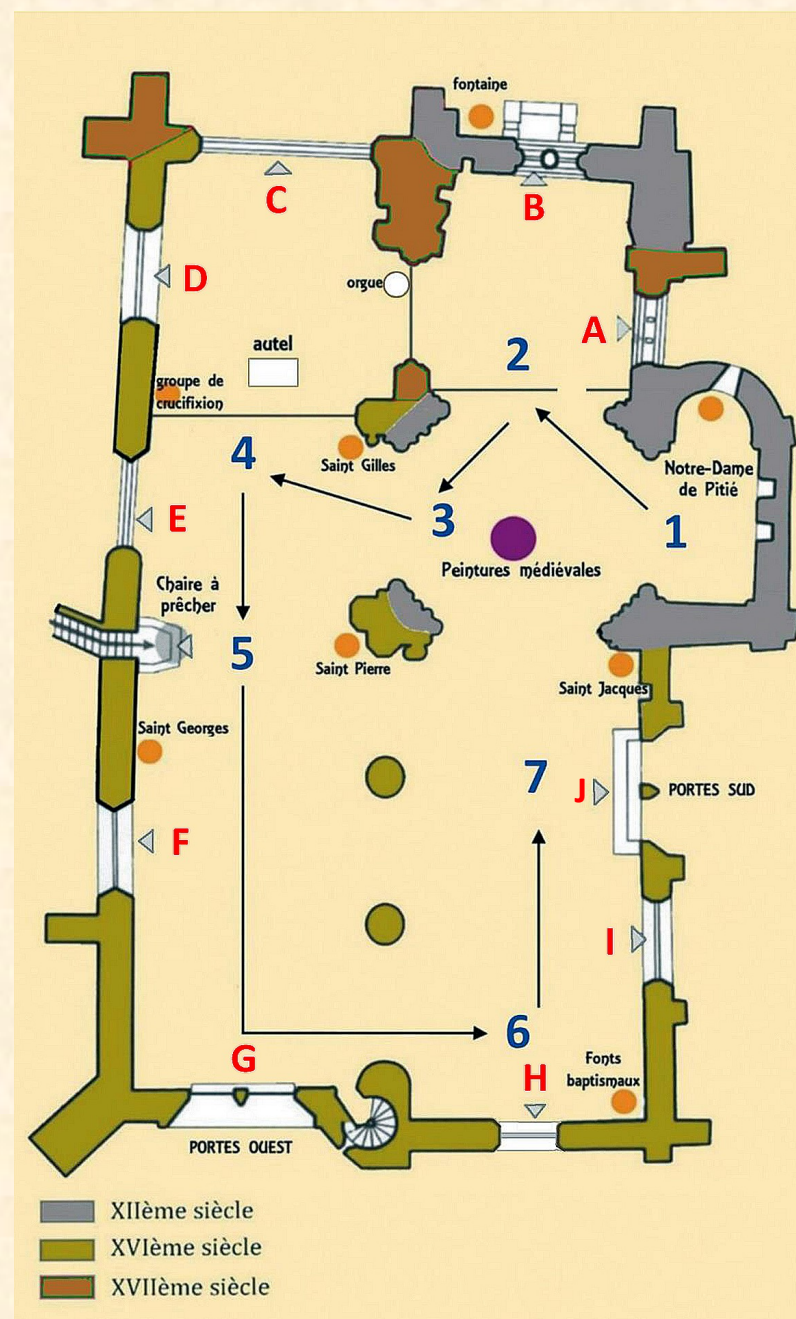 fontaine
C
B
D
orgue
A
autel
2
groupe de
crucifixion
4
Saint Gilles
Notre-Dame
de Pitié
E
3
1
Peintures médiévales
Chaire à
prêcher
5
Saint Pierre
Saint Jacques
Saint Georges
7
J
PORTES SUD
F
I
6
G
H
Fonts
baptismaux
PORTES OUEST
XIIème siècle
XVIème siècle
XVIIème siècle